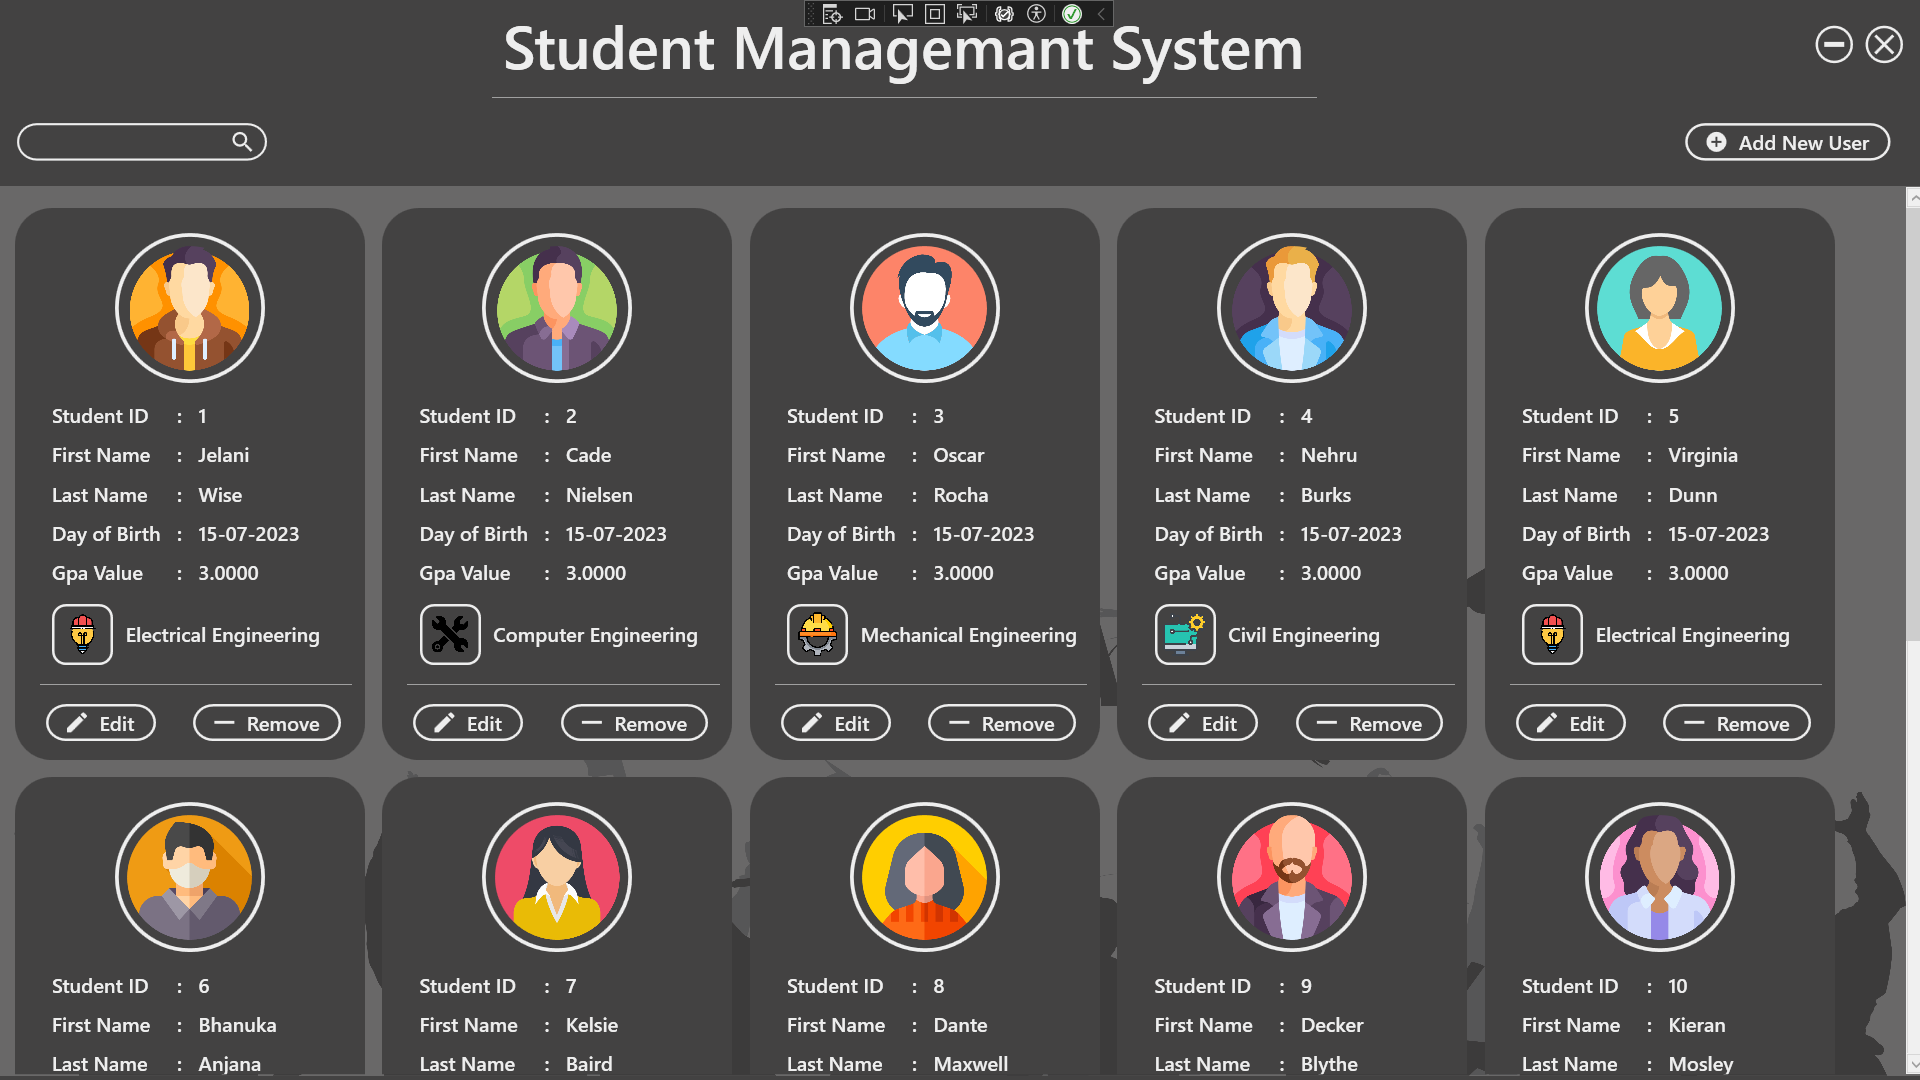 Student Managemant System
Add New User
Student ID : 1
First Name : Jelani
Last Name : Wise
Day of Birth : 15-07-2023
Gpa Value : 3.0000
Electrical Engineering
Edit Remove
Student ID : 2
First Name : Cade
Last Name : Nielsen
Day of Birth : 15-07-2023
Gpa Value : 3.0000
Computer Engineering
Edit Remove
Student ID : 3
First Name : Oscar
Last Name : Rocha
Day of Birth : 15-07-2023
Gpa Value : 3.0000
Mechanical Engineering
Edit Remove
Student ID : 4
First Name : Nehru
Last Name : Burks
Day of Birth : 15-07-2023
Gpa Value : 3.0000
Civil Engineering
Edit Remove
Student ID : 5
First Name : Virginia
Last Name : Dunn
Day of Birth : 15-07-2023
Gpa Value : 3.0000
Electrical Engineering
Edit Remove
Student ID : 6
First Name : Bhanuka
Last Name : Anjana
Student ID : 7
First Name : Kelsie
Last Name : Baird
Student ID : 8
First Name : Dante
Last Name : Maxwell
Student ID : 9
First Name : Decker
Last Name : Blythe
Student ID : 10
First Name : Kieran
Last Name : Mosley